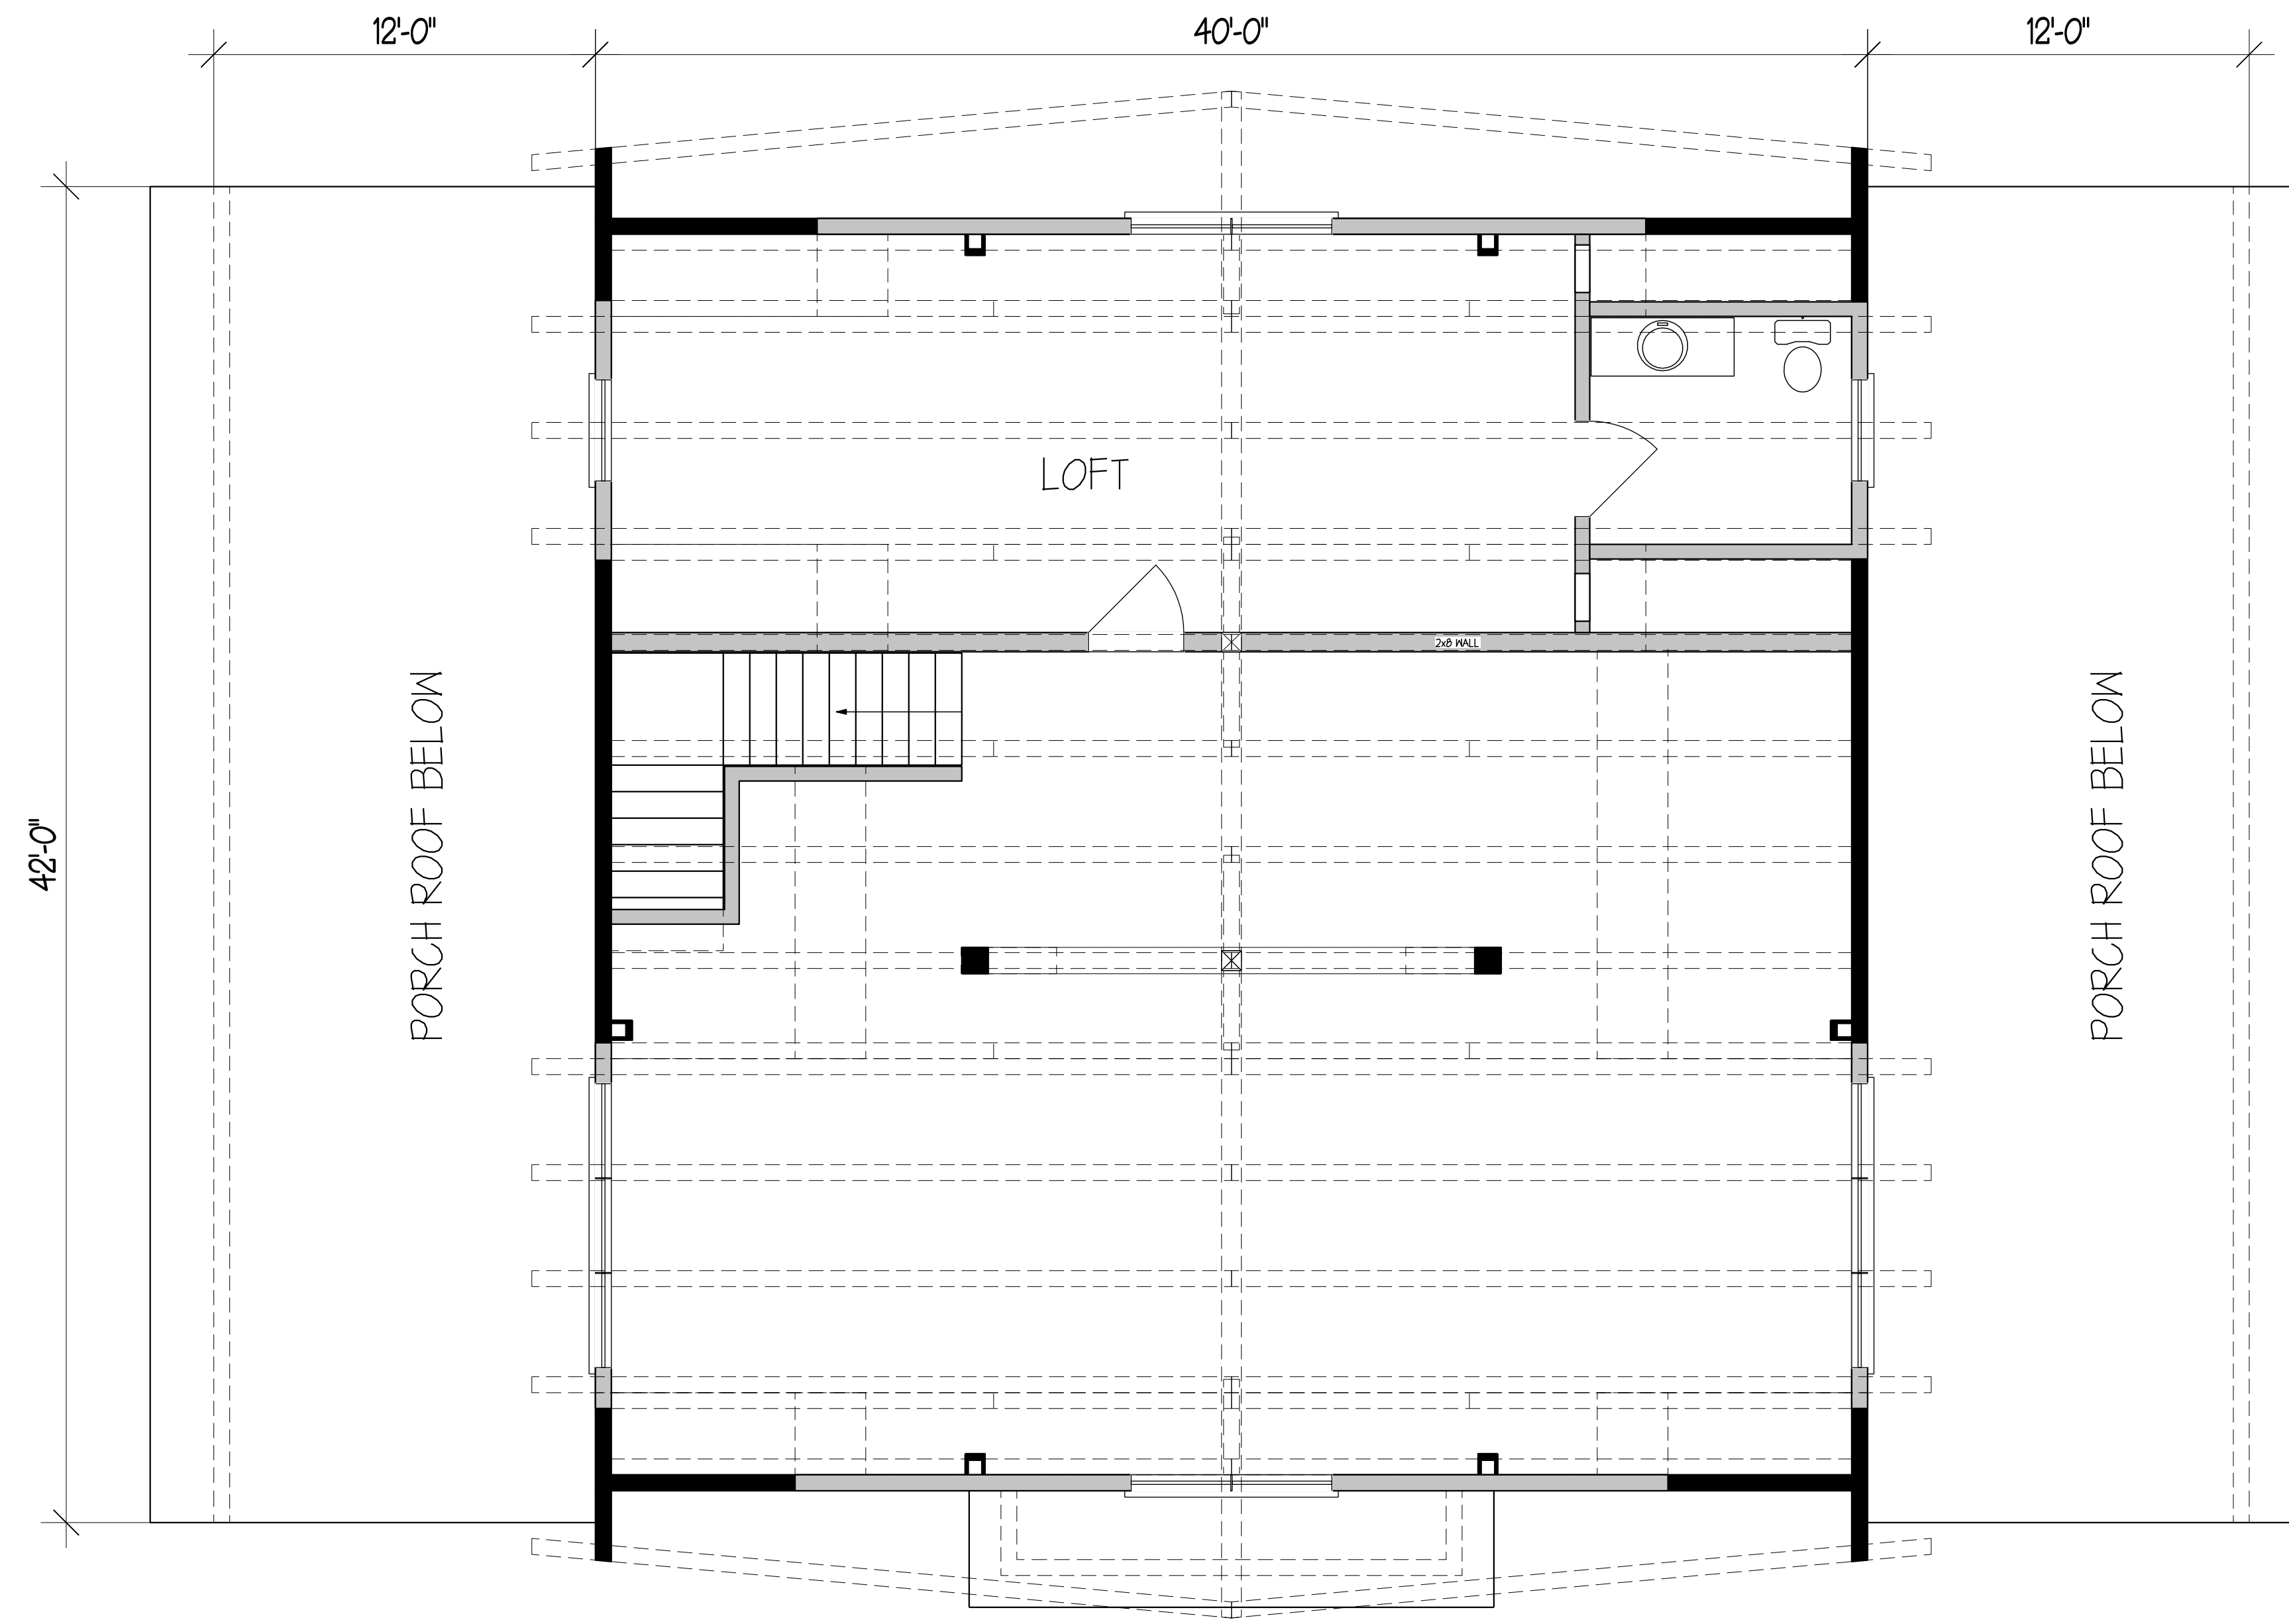 12'-0"
40'-0"
12'-0"
LOFT
2x8 WALL
PORCH ROOF BELOW
PORCH ROOF BELOW
42'-0"